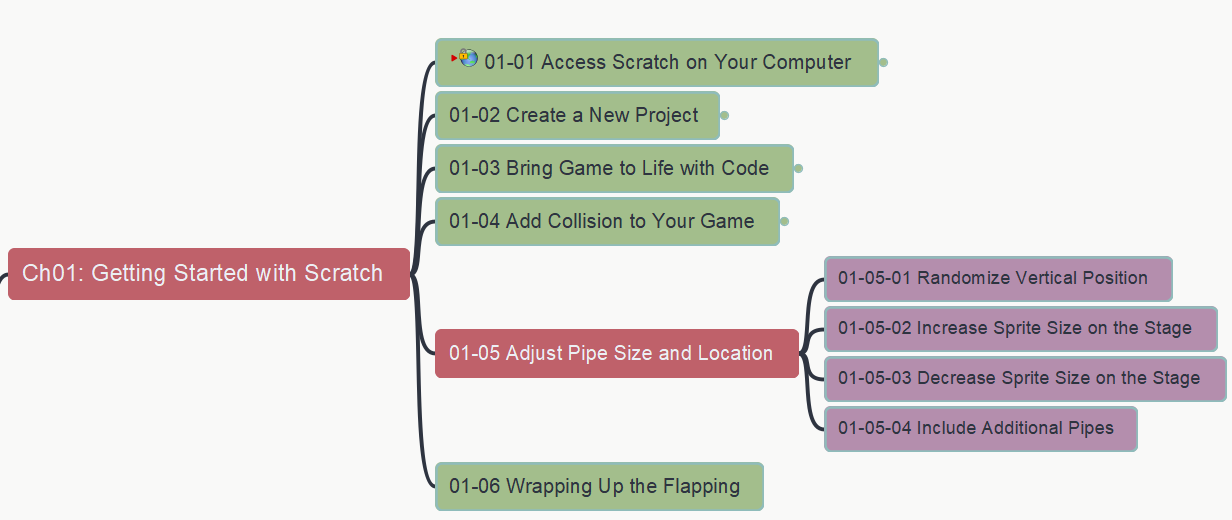 01-01 Access Scratch on Your Computer
01-02 Create a New Project
01-03 Bring Game to Life with Code
01-04 Add Collision to Your Game
Ch01: Getting Started with Scratch
01-05 Adjust Pipe Size and Location
01-05-01 Randomize Vertical Position
01-05-02 Increase Sprite Size on the Stage
01-05-03 Decrease Sprite Size on the Stage
01-05-04 Include Additional Pipes
01-06 Wrapping Up the Flapping